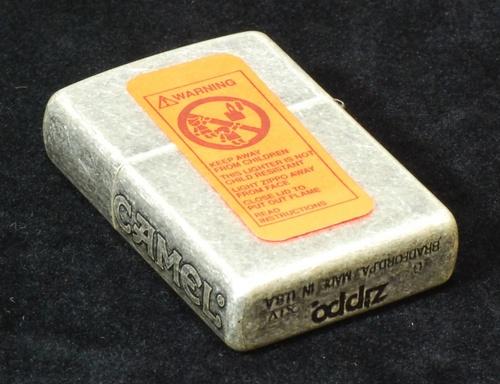 WARNING
KEEP AWAY
FROM CHILDREN
THIS LIGHTER IS NOT
CHILD RESISTANT
LIGHT ZIPPO AWAY
FROM FACE
CLOSE LID TO
PUT OUT FLAME
READ
INSTRUCTIONS
CAMEL
G zippo XIV
BRADFORD,PA. MADE IN U.S.A.